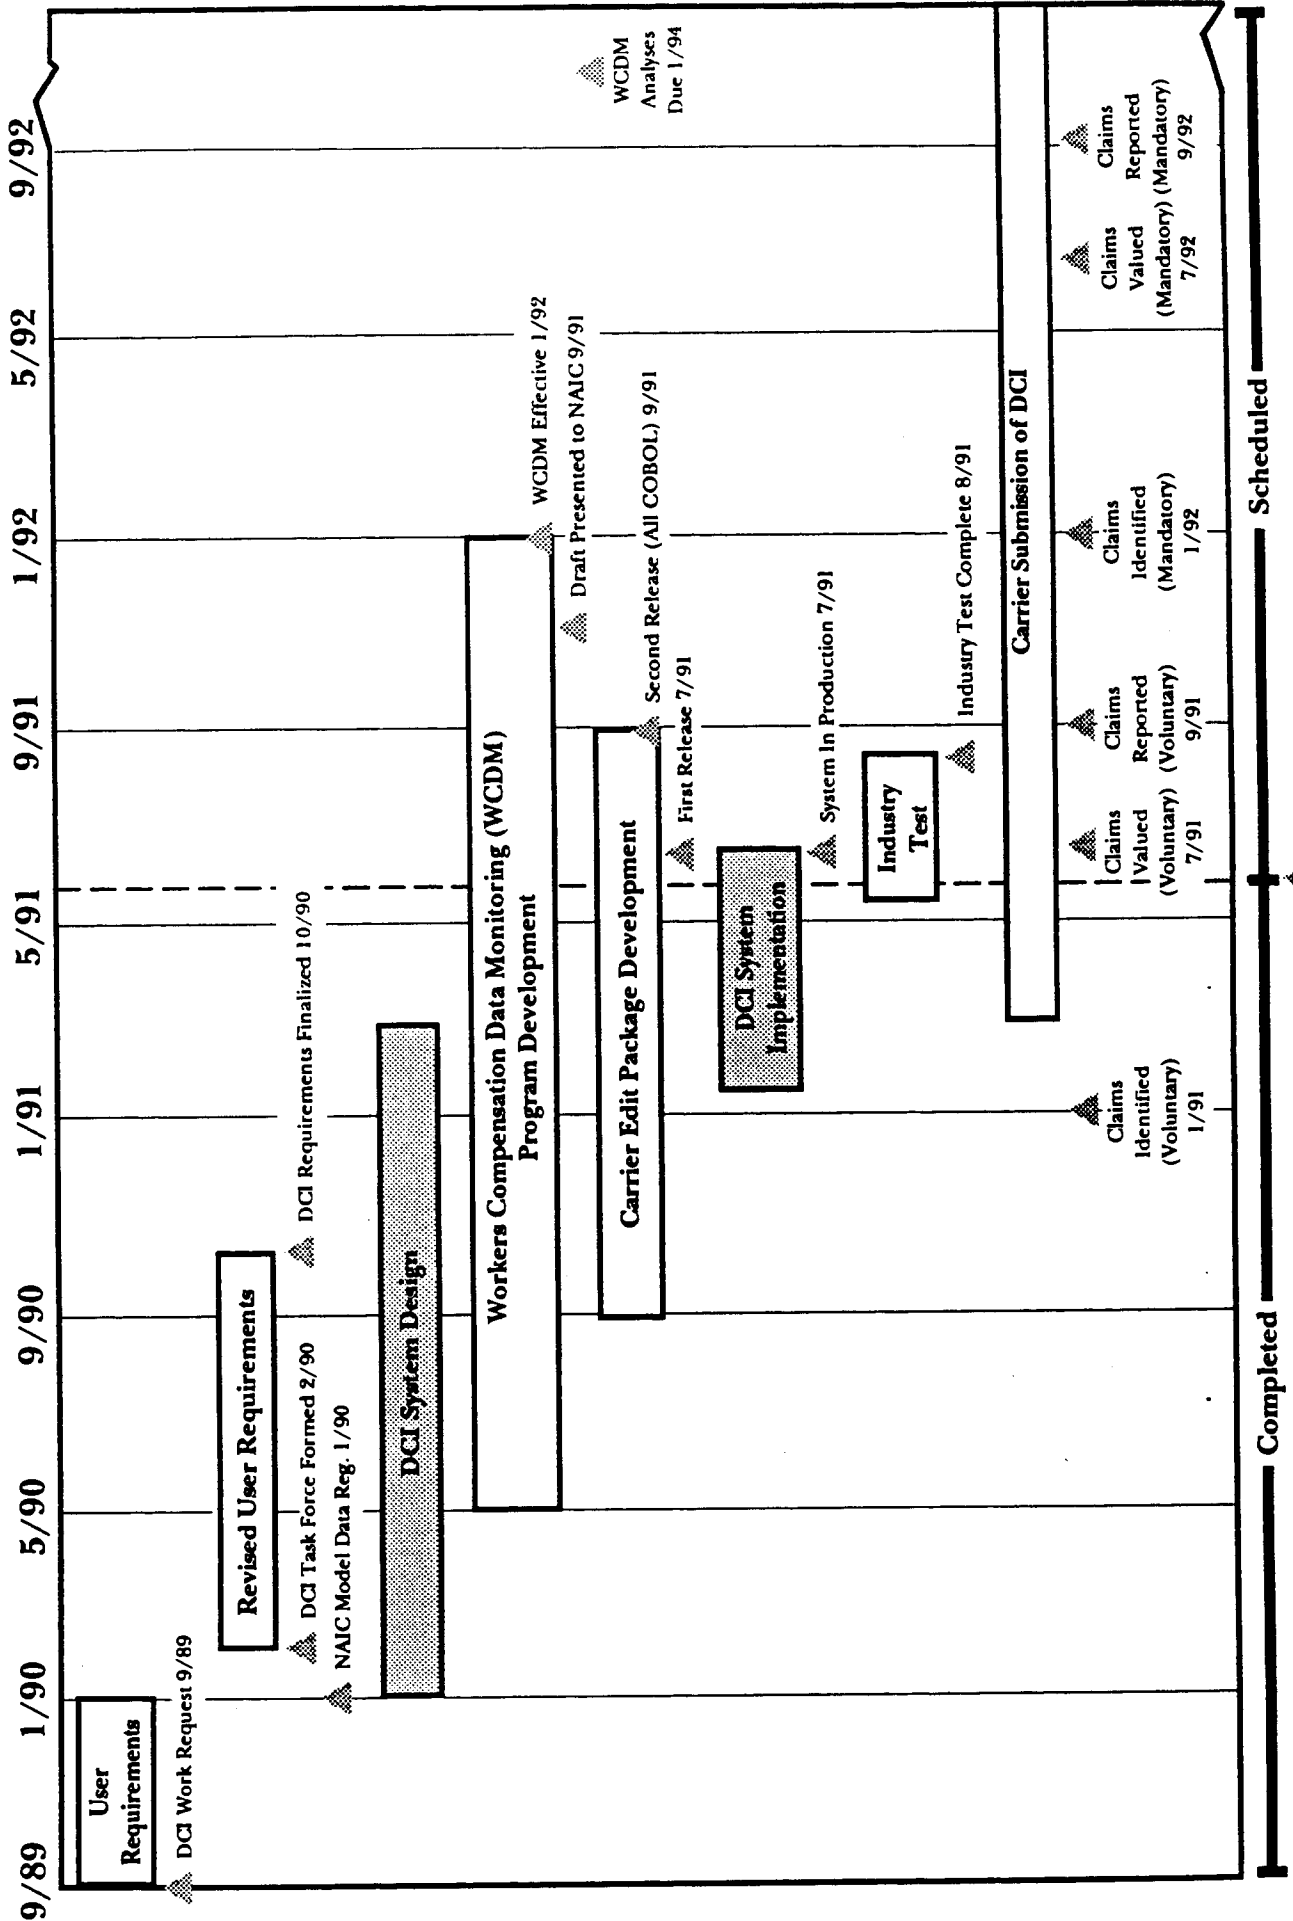 9/89
1/90
5/90
9/90
1/91
5/91
9/91
1/92
5/92
9/92
User
Requirements
DCI Work Request 9/89
Revised User Requirements
DCI Task Force Formed 2/90
DCI Requirements Finalized 10/90
NAIC Model Data Reg. 1/90
DCI System Design
Workers Compensation Data Monitoring (WCDM)
Program Development
WCDM Effective 1/92
Draft Presented to NAIC 9/91
WCDM
Analyses
Due 1/94
Carrier Edit Package Development
Second Release (All COBOL) 9/91
First Release 7/91
DCI System
Implementation
System In Production 7/91
Industry
Test
Industry Test Complete 8/91
Carrier Submission of DCI
Claims
Identified
(Voluntary)
1/91
Claims
Valued
(Voluntary)
7/91
Claims
Reported
(Voluntary)
9/91
Claims
Identified
(Mandatory)
1/92
Claims
Valued
(Mandatory)
7/92
Claims
Reported
(Mandatory)
9/92
Completed
Scheduled